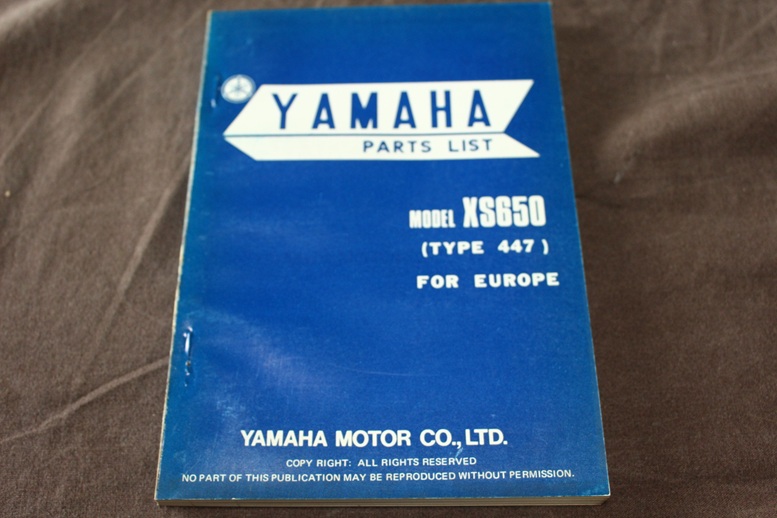 YAMAHA
PARTS LIST
MODEL XS650
(TYPE 447)
FOR EUROPE
YAMAHA MOTOR CO., LTD.
COPY RIGHT: ALL RIGHTS RESERVED
NO PART OF THIS PUBLICATION MAY BE REPRODUCED WITHOUT PERMISSION.